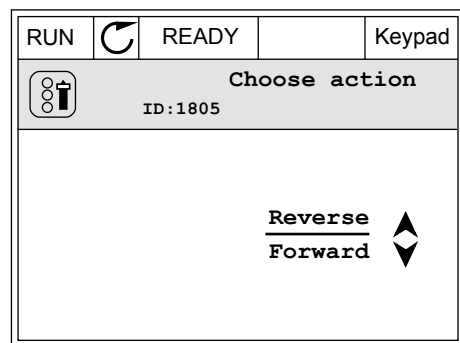 RUN READY Keypad
Choose action
ID:1805
Reverse
Forward